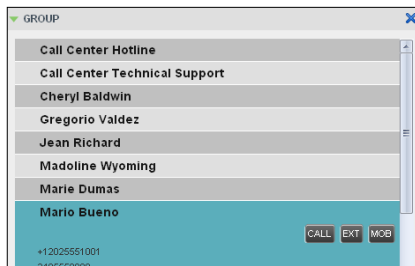 GROUP
Call Center Hotline
Call Center Technical Support
Cheryl Baldwin
Gregorio Valdez
Jean Richard
Madoline Wyoming
Marie Dumas
Mario Bueno
CALL EXT MOB
+12025551001